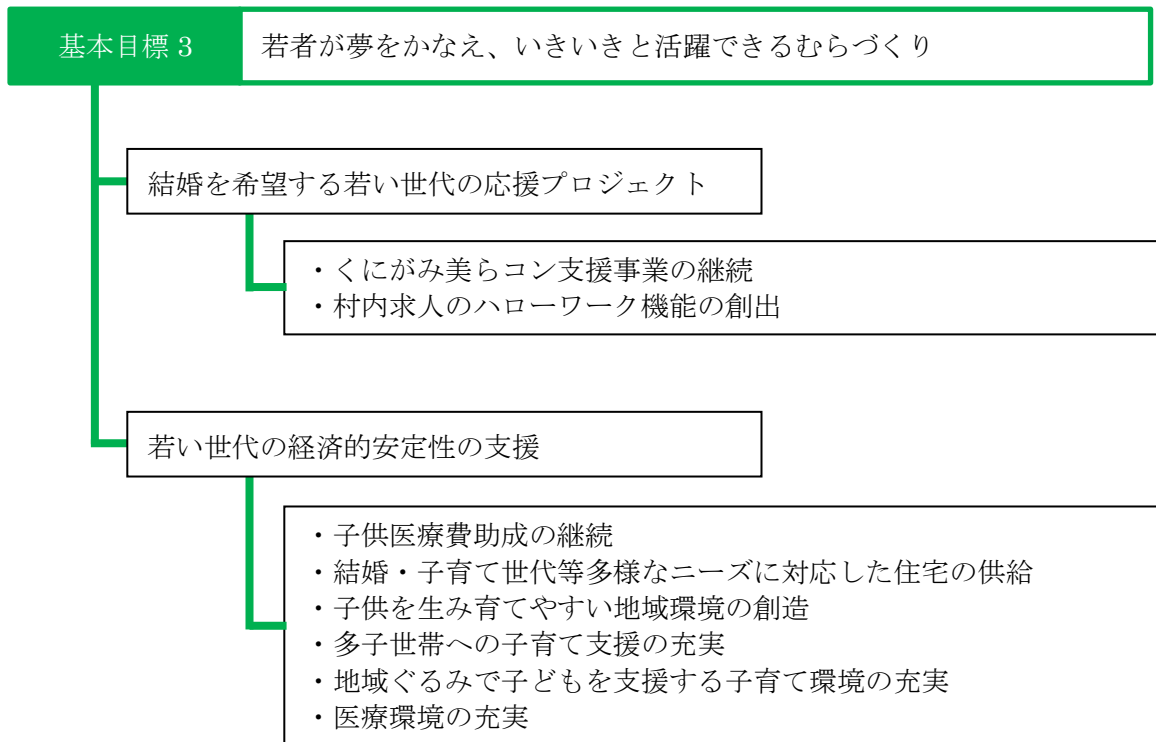 基本目標3
若者が夢をかなえ、いきいきと活躍できるむらづくり
結婚を希望する若い世代の応援プロジェクト
・くにがみ美らコン支援事業の継続
・村内求人のハローワーク機能の創出
若い世代の経済的安定性の支援
・子供医療費助成の継続
・結婚・子育て世代等多様なニーズに対応した住宅の供給
・子供を生み育てやすい地域環境の創造
・多子世帯への子育て支援の充実
・地域ぐるみで子どもを支援する子育て環境の充実
・医療環境の充実